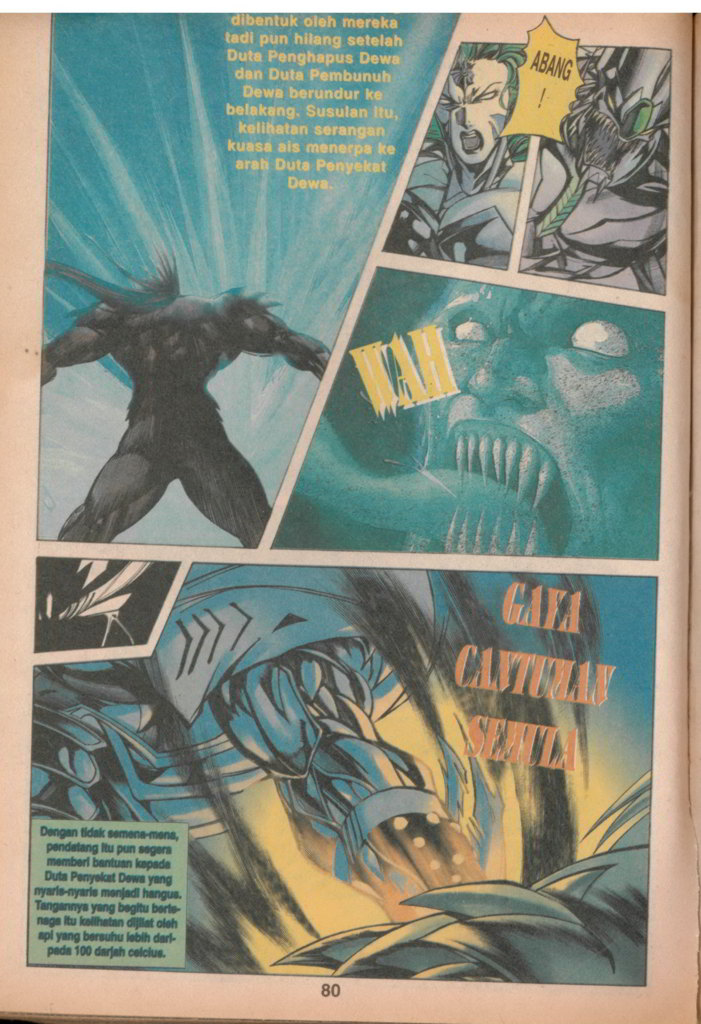 dibentuk oleh mereka
tadi pun hilang setelah
Duta Penghapus Dewa
dan Duta Pembunuh
Dewa berundur ke
belakang. Susulan itu,
kelihatan serangan
kuasa ais menerpa ke
arah Duta Penyekat
Dewa.
ABANG
!
WAH
GAYA
CANTUMAN
SEMULA
Dengan tidak semena-mena,
pendatang itu pun segera
memberi bantuan kepada
Duta Penyekat Dewa yang
nyaris-nyaris menjadi hangus.
Tangannya yang begitu berte-
naga itu kelihatan dijilat oleh
api yang bersuhu lebih dari-
pada 100 darjah celcius.
80